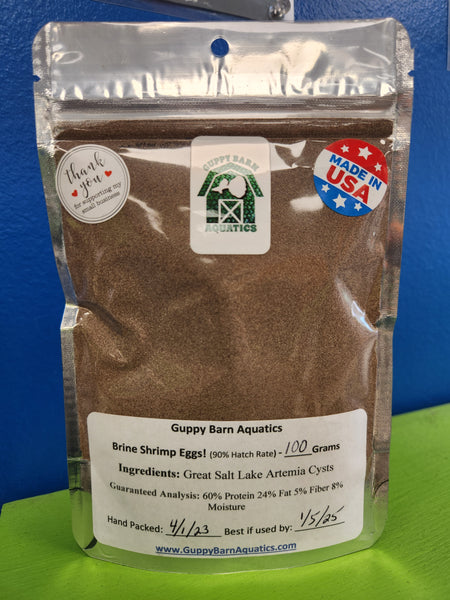 thank
you
for supporting my
small business
GUPPY BARN
AQUATICS
MADE IN
USA
Guppy Barn Aquatics
Brine Shrimp Eggs! (90% Hatch Rate) - 100 Grams
Ingredients: Great Salt Lake Artemia Cysts
Guaranteed Analysis: 60% Protein 24% Fat 5% Fiber 8%
Moisture
Hand Packed: 4/1/23 Best if used by: 1/5/25
www.GuppyBarnAquatics.com